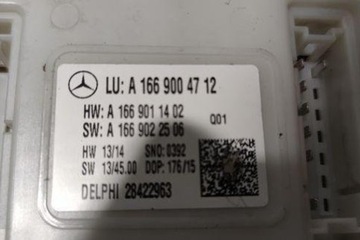 LU: A 166 900 47 12
HW: A 166 901 14 02
SW: A 166 902 25 06 Q01
HW 13/14 SNO: 0392
SW 13/45.00 DOP: 176/15
DELPHI 28422963